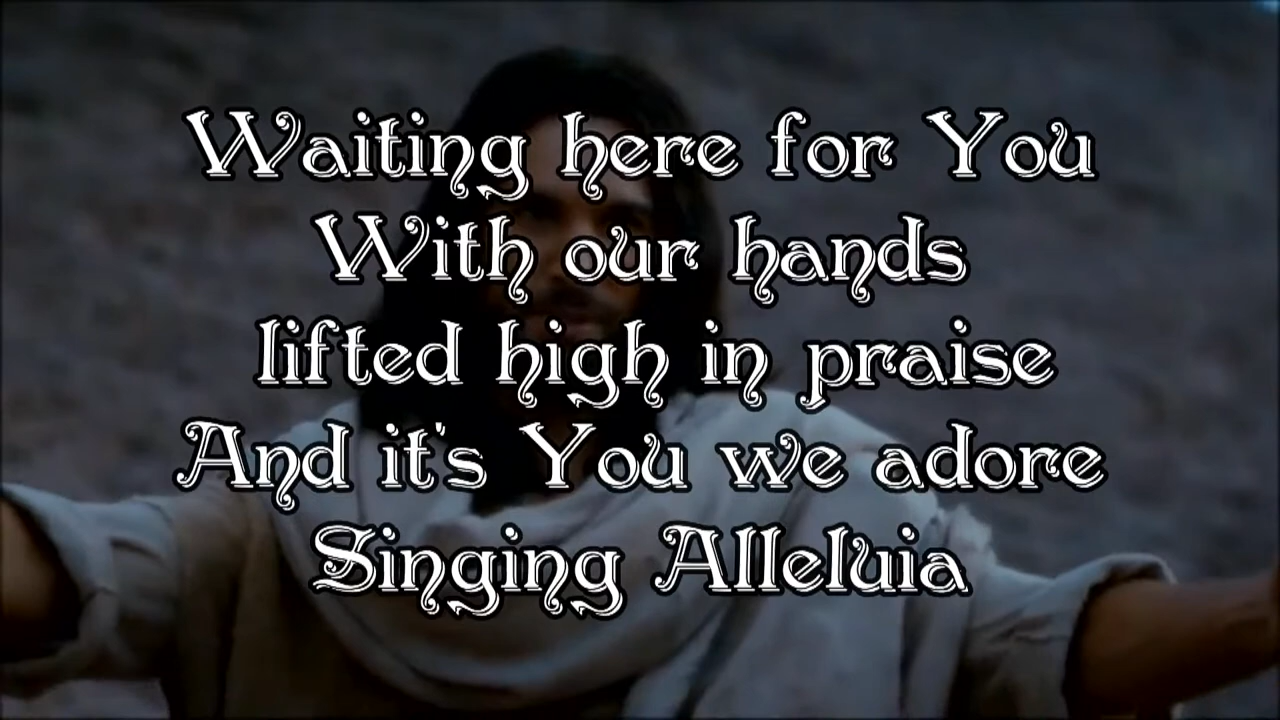 Waiting here for You
With our hands
lifted high in praise
And it's You we adore
Singing Alleluia